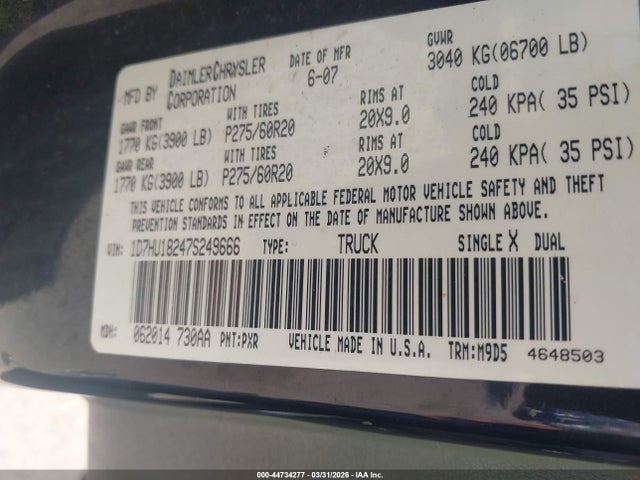 MFD BY DAIMLERCHRYSLER CORPORATION DATE OF MFR 6-07 GVWR 3040 KG(06700 LB)
GAWR FRONT 1770 KG(3900 LB) WITH TIRES P275/60R20 RIMS AT 20X9.0 COLD 240 KPA( 35 PSI)
GAWR REAR 1770 KG(3900 LB) WITH TIRES P275/60R20 RIMS AT 20X9.0 COLD 240 KPA( 35 PSI)
THIS VEHICLE CONFORMS TO ALL APPLICABLE FEDERAL MOTOR VEHICLE SAFETY AND THEFT
PREVENTION STANDARDS IN EFFECT ON THE DATE OF MANUFACTURE SHOWN ABOVE.
VIN: 1D7HU18247S249666 TYPE: TRUCK SINGLE X DUAL
MDH: 062014 730AA PNT:PXR VEHICLE MADE IN U.S.A. TRM:M9D5 4648503
000-44734277 - 03/31/2026 - IAA Inc.